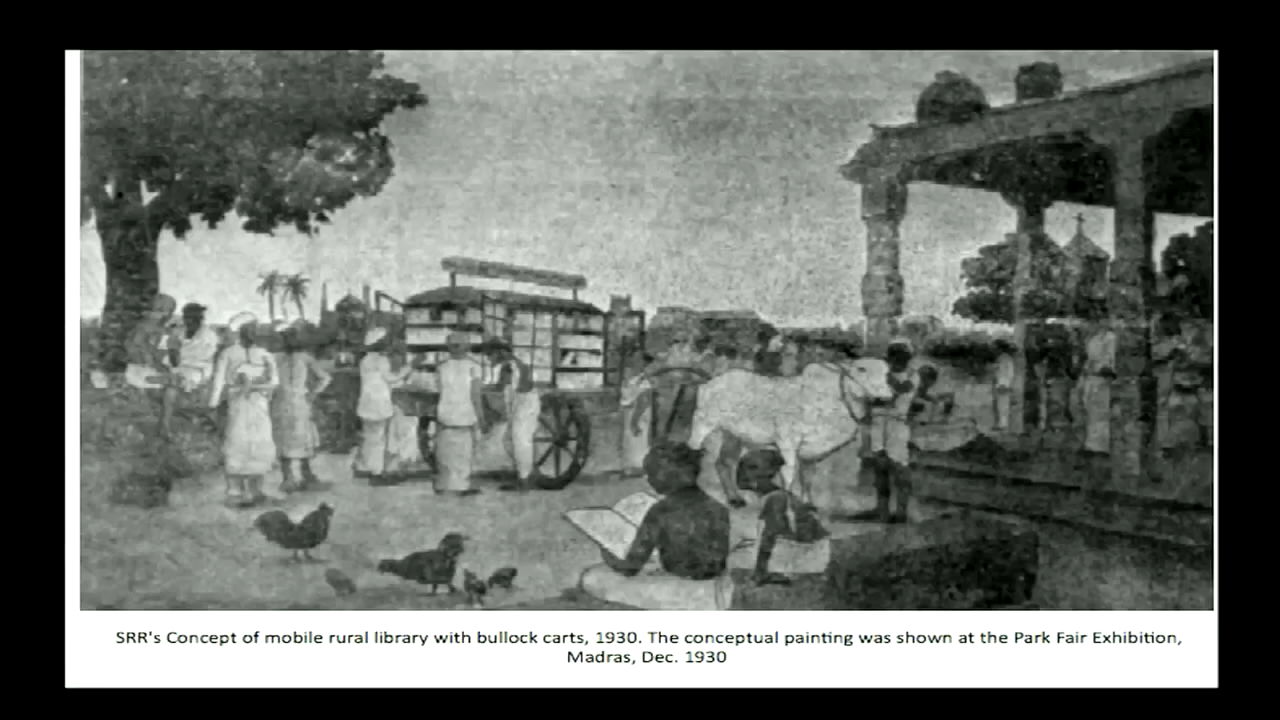 SRR's Concept of mobile rural library with bullock carts, 1930. The conceptual painting was shown at the Park Fair Exhibition,
Madras, Dec. 1930